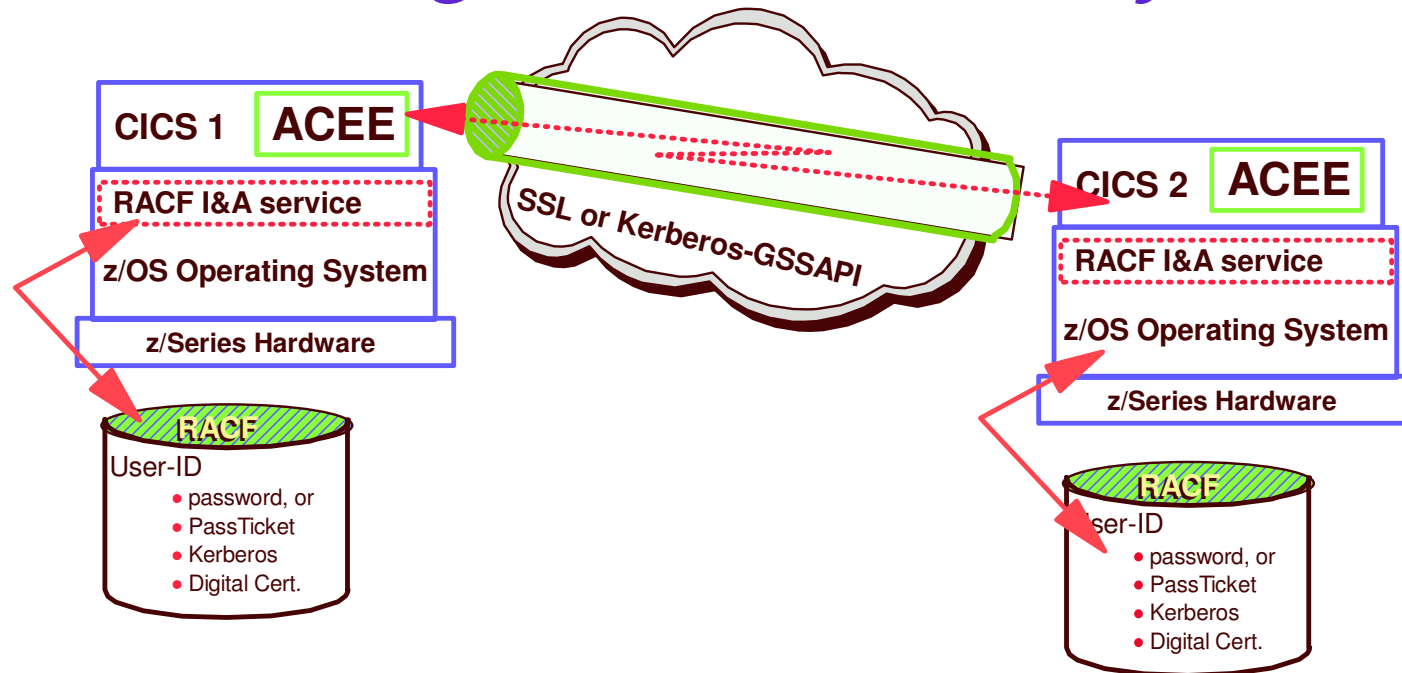 CICS 1 ACEE
RACF I&A service
z/OS Operating System
z/Series Hardware
RACF
User-ID
• password, or
• PassTicket
• Kerberos
• Digital Cert.
SSL or Kerberos-GSSAPI
CICS 2 ACEE
RACF I&A service
z/OS Operating System
z/Series Hardware
RACF
User-ID
• password, or
• PassTicket
• Kerberos
• Digital Cert.